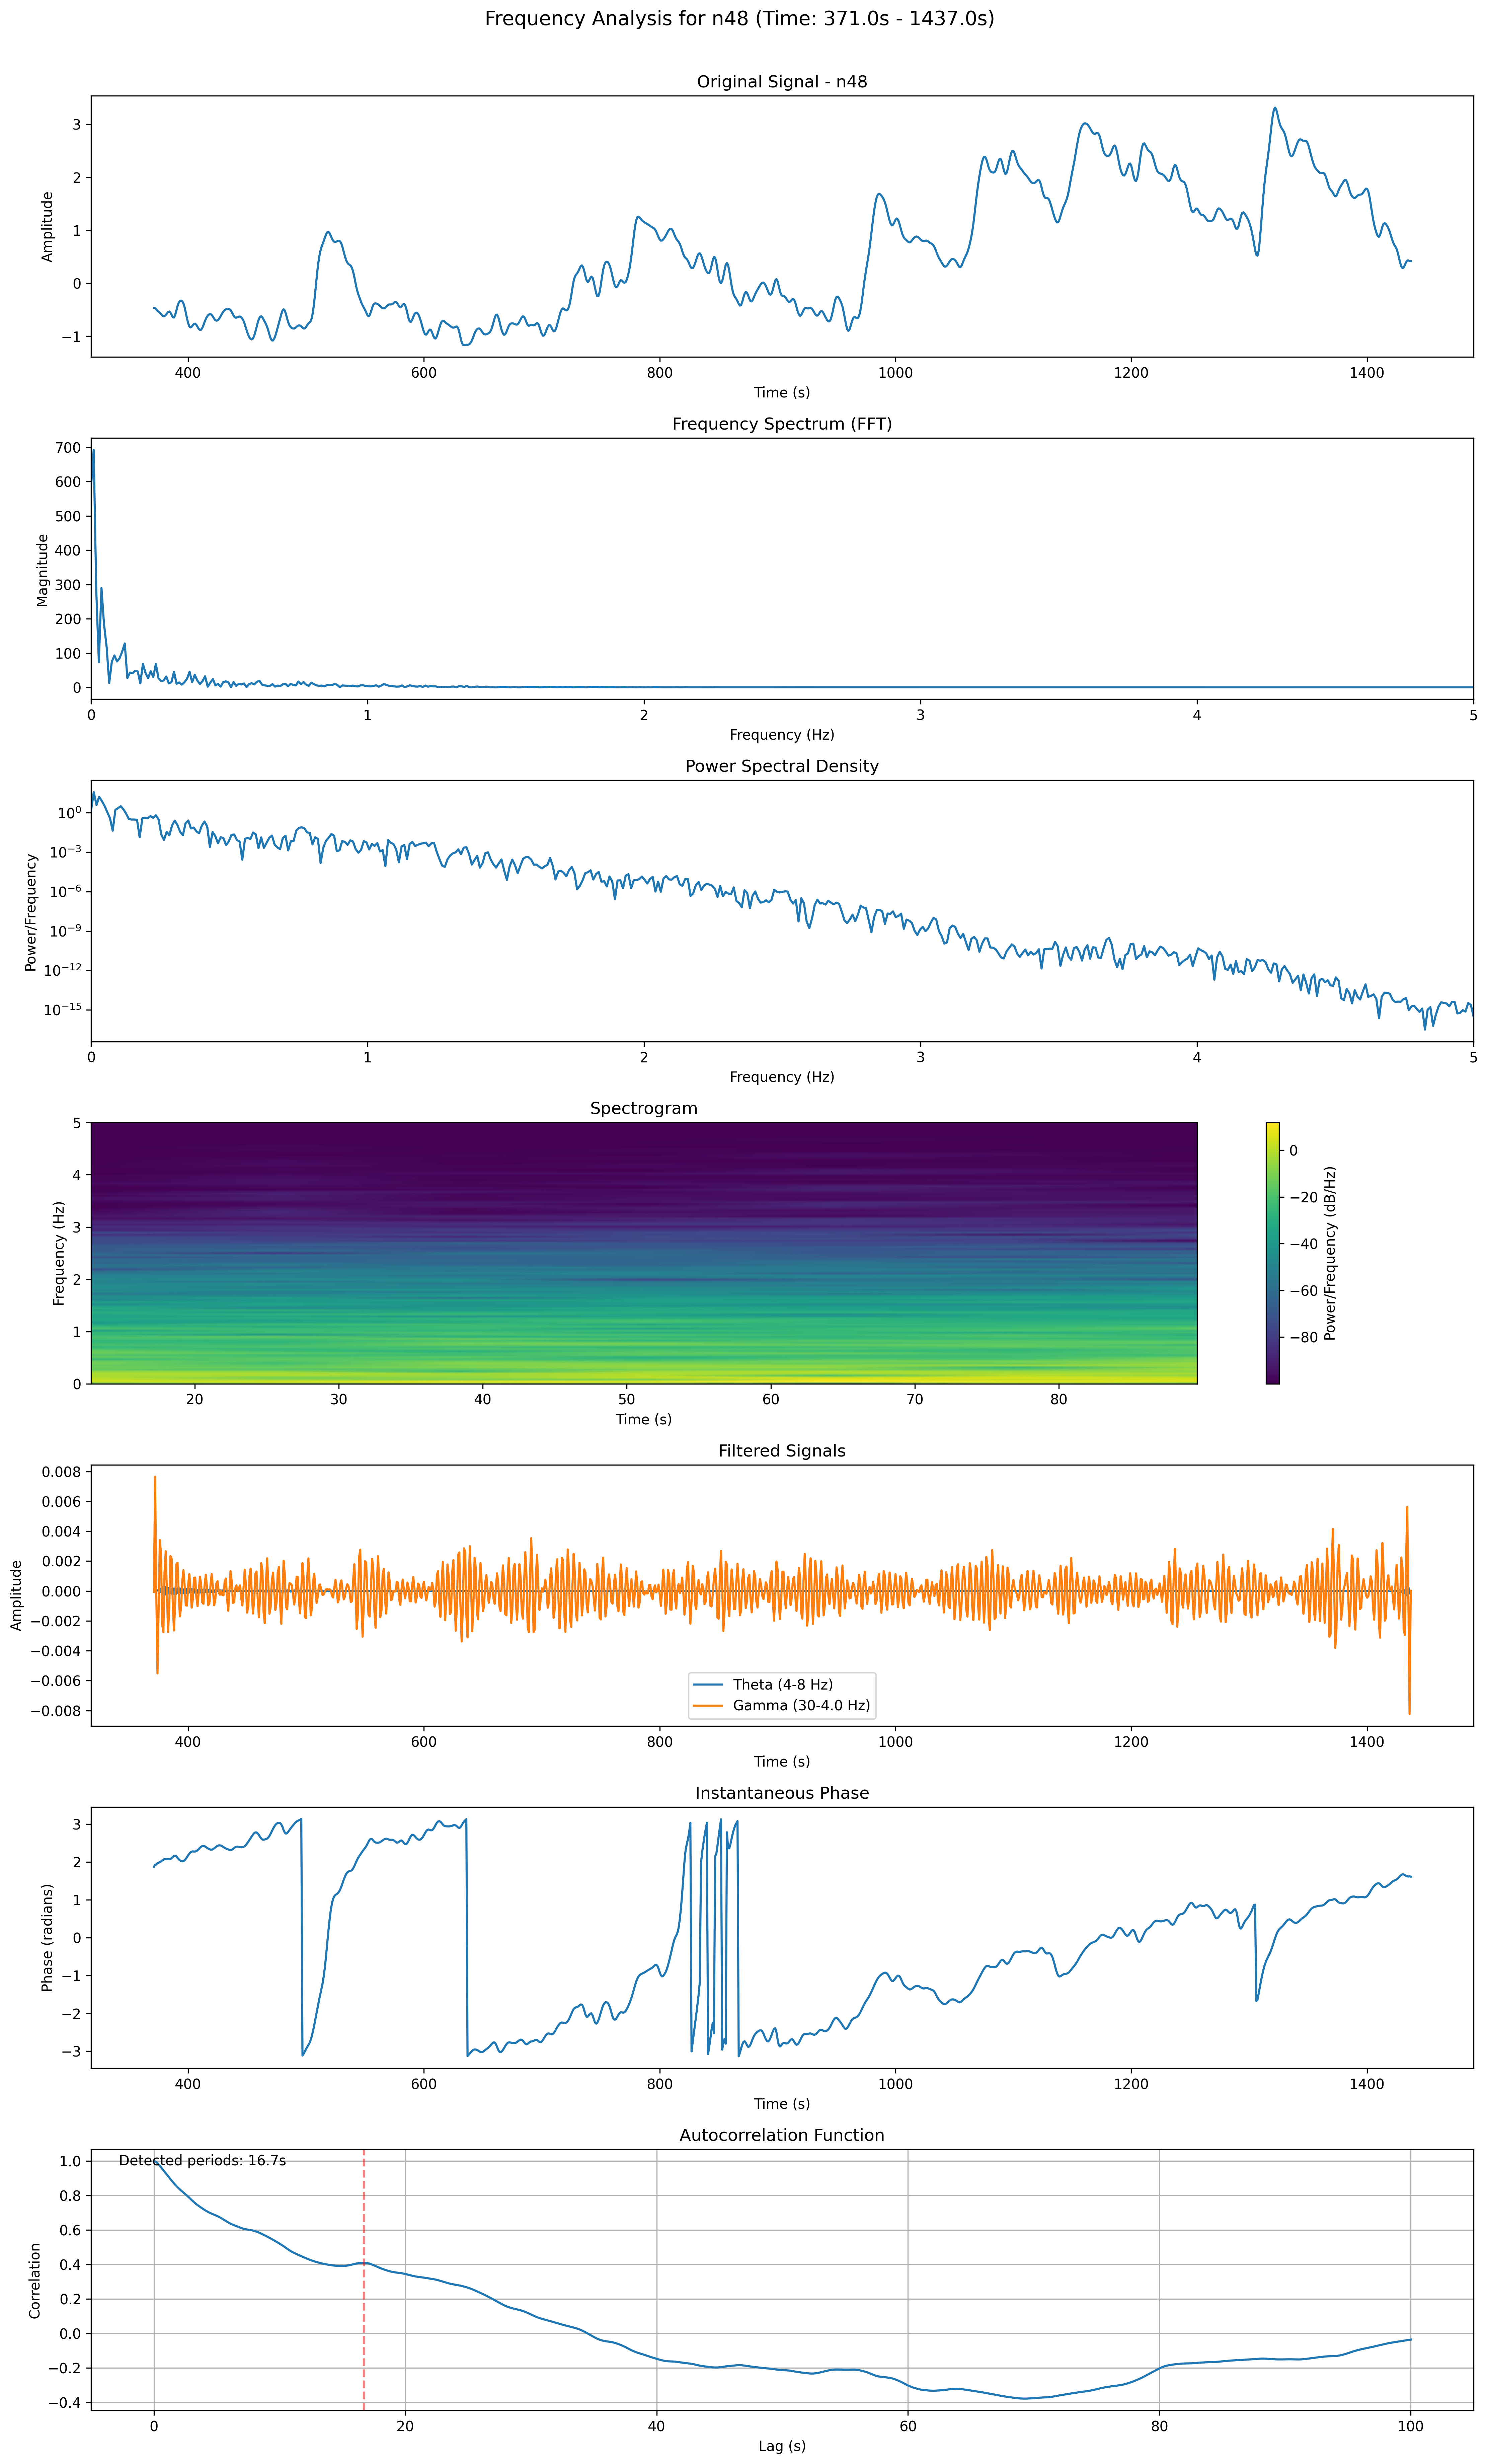 Frequency Analysis for n48 (Time: 371.0s - 1437.0s)
Original Signal - n48
Amplitude
3
2
1
0
−1
400 600 800 1000 1200 1400
Time (s)
Frequency Spectrum (FFT)
Magnitude
700
600
500
400
300
200
100
0
0 1 2 3 4 5
Frequency (Hz)
Power Spectral Density
Power/Frequency
10⁰
10⁻³
10⁻⁶
10⁻⁹
10⁻¹²
10⁻¹⁵
0 1 2 3 4 5
Frequency (Hz)
Spectrogram
Frequency (Hz)
5
4
3
2
1
0
20 30 40 50 60 70 80
Time (s)
0
−20
−40
−60
−80
Power/Frequency (dB/Hz)
Filtered Signals
Amplitude
0.008
0.006
0.004
0.002
0.000
−0.002
−0.004
−0.006
−0.008
Theta (4-8 Hz)
Gamma (30-4.0 Hz)
400 600 800 1000 1200 1400
Time (s)
Instantaneous Phase
Phase (radians)
3
2
1
0
−1
−2
−3
400 600 800 1000 1200 1400
Time (s)
Autocorrelation Function
Detected periods: 16.7s
Correlation
1.0
0.8
0.6
0.4
0.2
0.0
−0.2
−0.4
0 20 40 60 80 100
Lag (s)